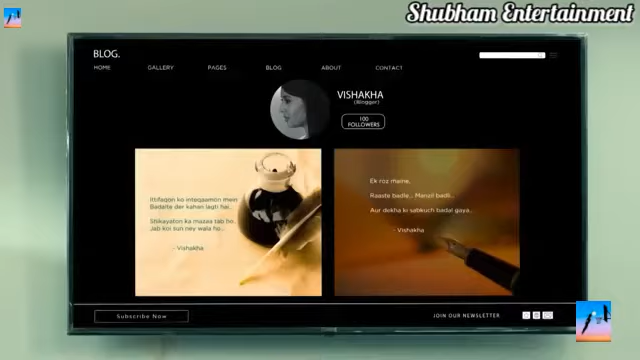 Shubham Entertainment
BLOG.
HOME GALLERY PAGES BLOG ABOUT CONTACT
VISHAKHA
(Blogger)
100
FOLLOWERS
Ittifaqon ko inteqaamon mein
Badalte der kahan lagti hai..
Shikayaton ka mazaa tab ho..
Jab koi sun ney wala ho...
- Vishakha
Ek roz maine,
Raaste badle... Manzil badli...
Aur dekha ki sabkuch badal gaya..
- Vishakha
Subscribe Now
JOIN OUR NEWSLETTER